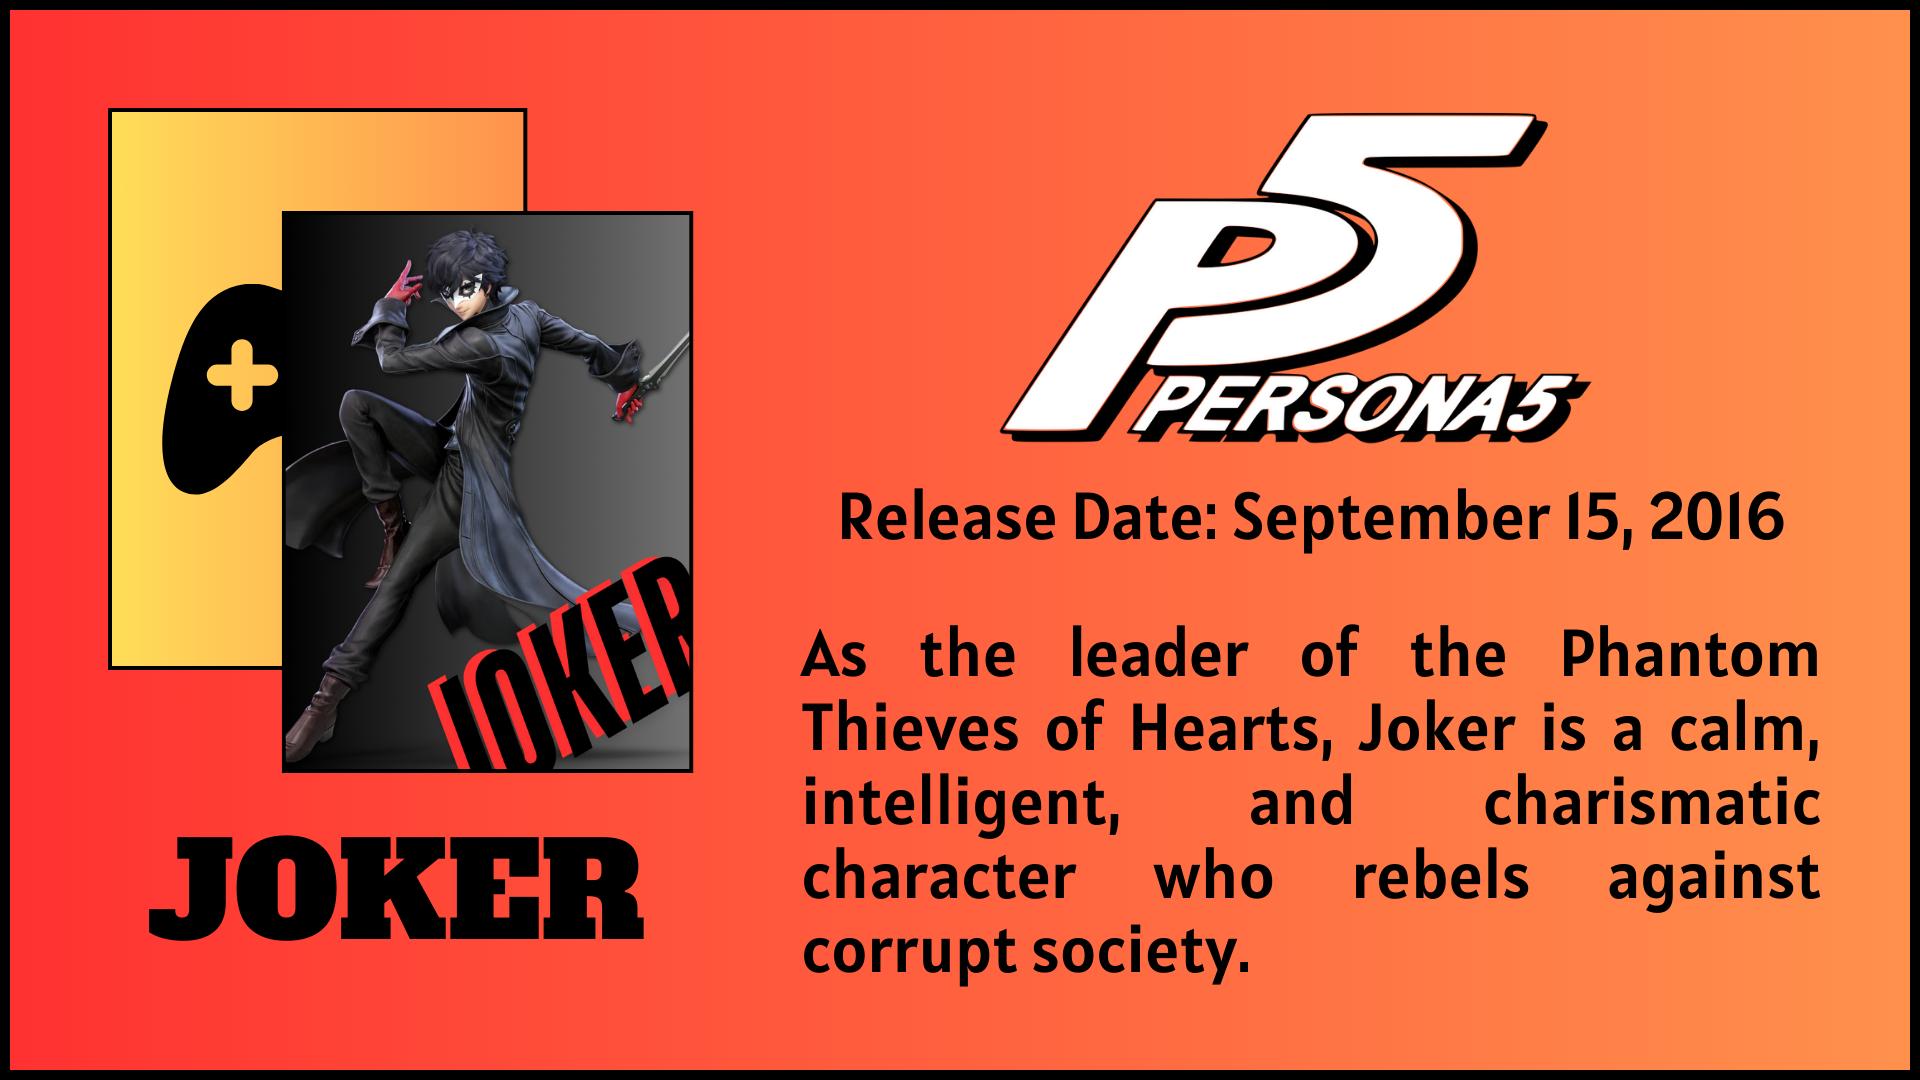 JOKER
JOKER
P5
PERSONA5
Release Date: September 15, 2016
As the leader of the Phantom
Thieves of Hearts, Joker is a calm,
intelligent, and charismatic
character who rebels against
corrupt society.